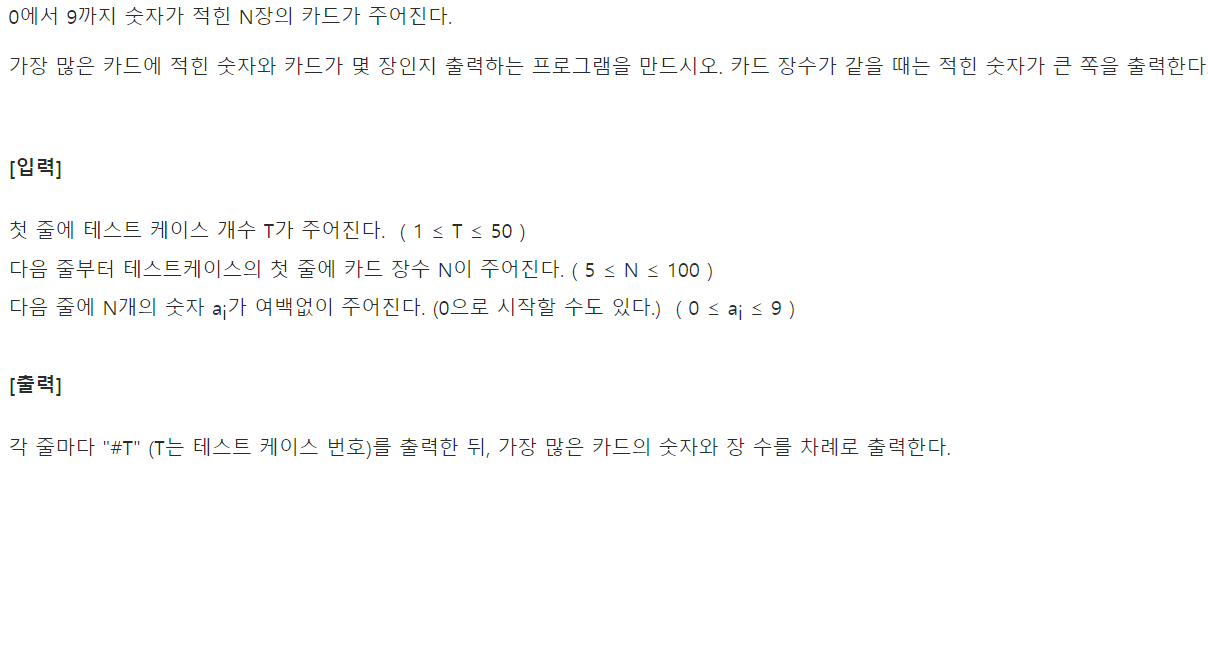 0에서 9까지 숫자가 적힌 N장의 카드가 주어진다.
가장 많은 카드에 적힌 숫자와 카드가 몇 장인지 출력하는 프로그램을 만드시오. 카드 장수가 같을 때는 적힌 숫자가 큰 쪽을 출력한다
[입력]
첫 줄에 테스트 케이스 개수 T가 주어진다.  ( 1 ≤ T ≤ 50 )
다음 줄부터 테스트케이스의 첫 줄에 카드 장수 N이 주어진다. ( 5 ≤ N ≤ 100 )
다음 줄에 N개의 숫자 ai가 여백없이 주어진다. (0으로 시작할 수도 있다.)  ( 0 ≤ ai ≤ 9 )
[출력]
각 줄마다 "#T" (T는 테스트 케이스 번호)를 출력한 뒤, 가장 많은 카드의 숫자와 장 수를 차례로 출력한다.